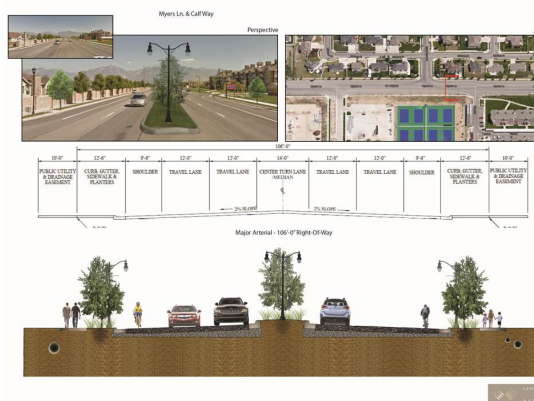 Myers Ln. & Calf Way
Perspective
106'-0"
10'-0" 12'-6" 9'-6" 12'-0" 12'-0" 14'-0" 12'-0" 12'-0" 9'-6" 12'-6" 10'-0"
PUBLIC UTILITY & DRAINAGE EASEMENT
CURB, GUTTER, SIDEWALK & PLANTERS
SHOULDER
TRAVEL LANE
TRAVEL LANE
CENTER TURN LANE /MEDIAN
TRAVEL LANE
TRAVEL LANE
SHOULDER
CURB, GUTTER, SIDEWALK & PLANTERS
PUBLIC UTILITY & DRAINAGE EASEMENT
2% SLOPE
2% SLOPE
Major Arterial - 106'-0" Right-Of-Way